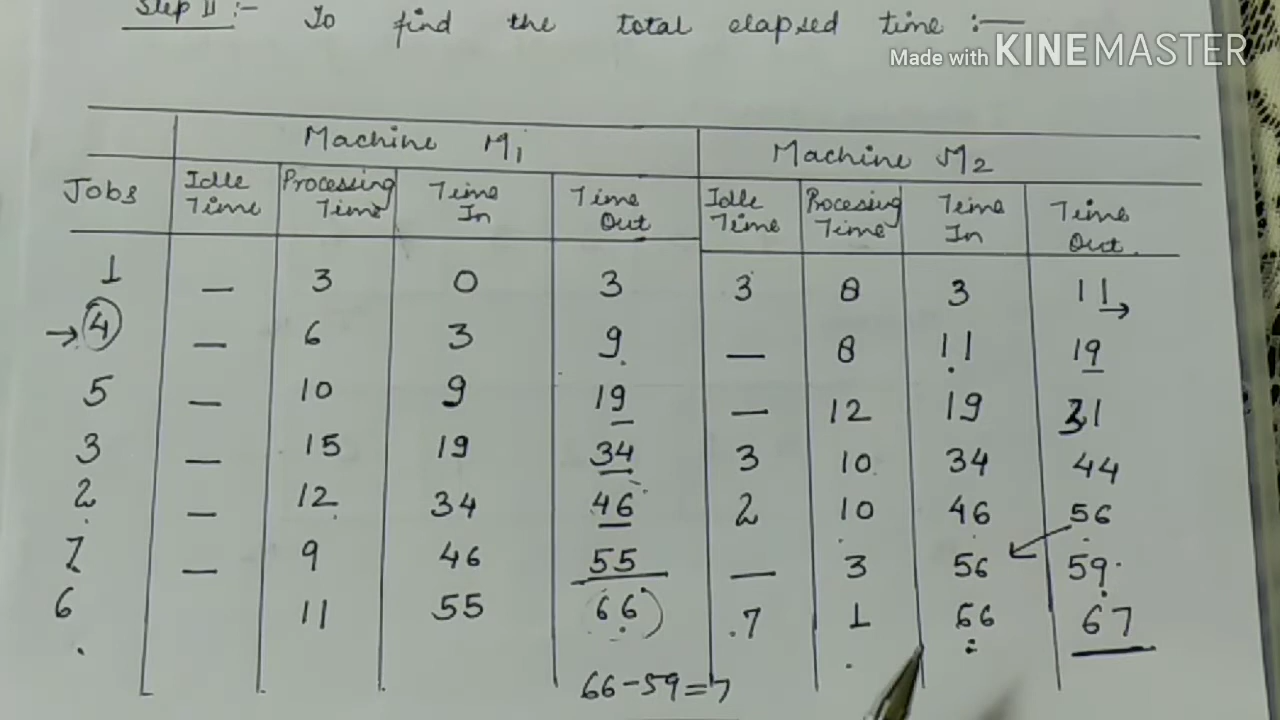 Step II :-
To find the total elapsed time :—
Made with KINEMASTER
Machine M1 Machine M2
Jobs Idle Time Processing Time Time In Time Out Idle Time Processing Time Time In Time Out
1 — 3 0 3 3 8 3 11
4 — 6 3 9 — 8 11 19
5 — 10 9 19 — 12 19 31
3 — 15 19 34 3 10 34 44
2 — 12 34 46 2 10 46 56
7 — 9 46 55 — 3 56 59
6 11 55 66 7 1 66 67
66-59=7